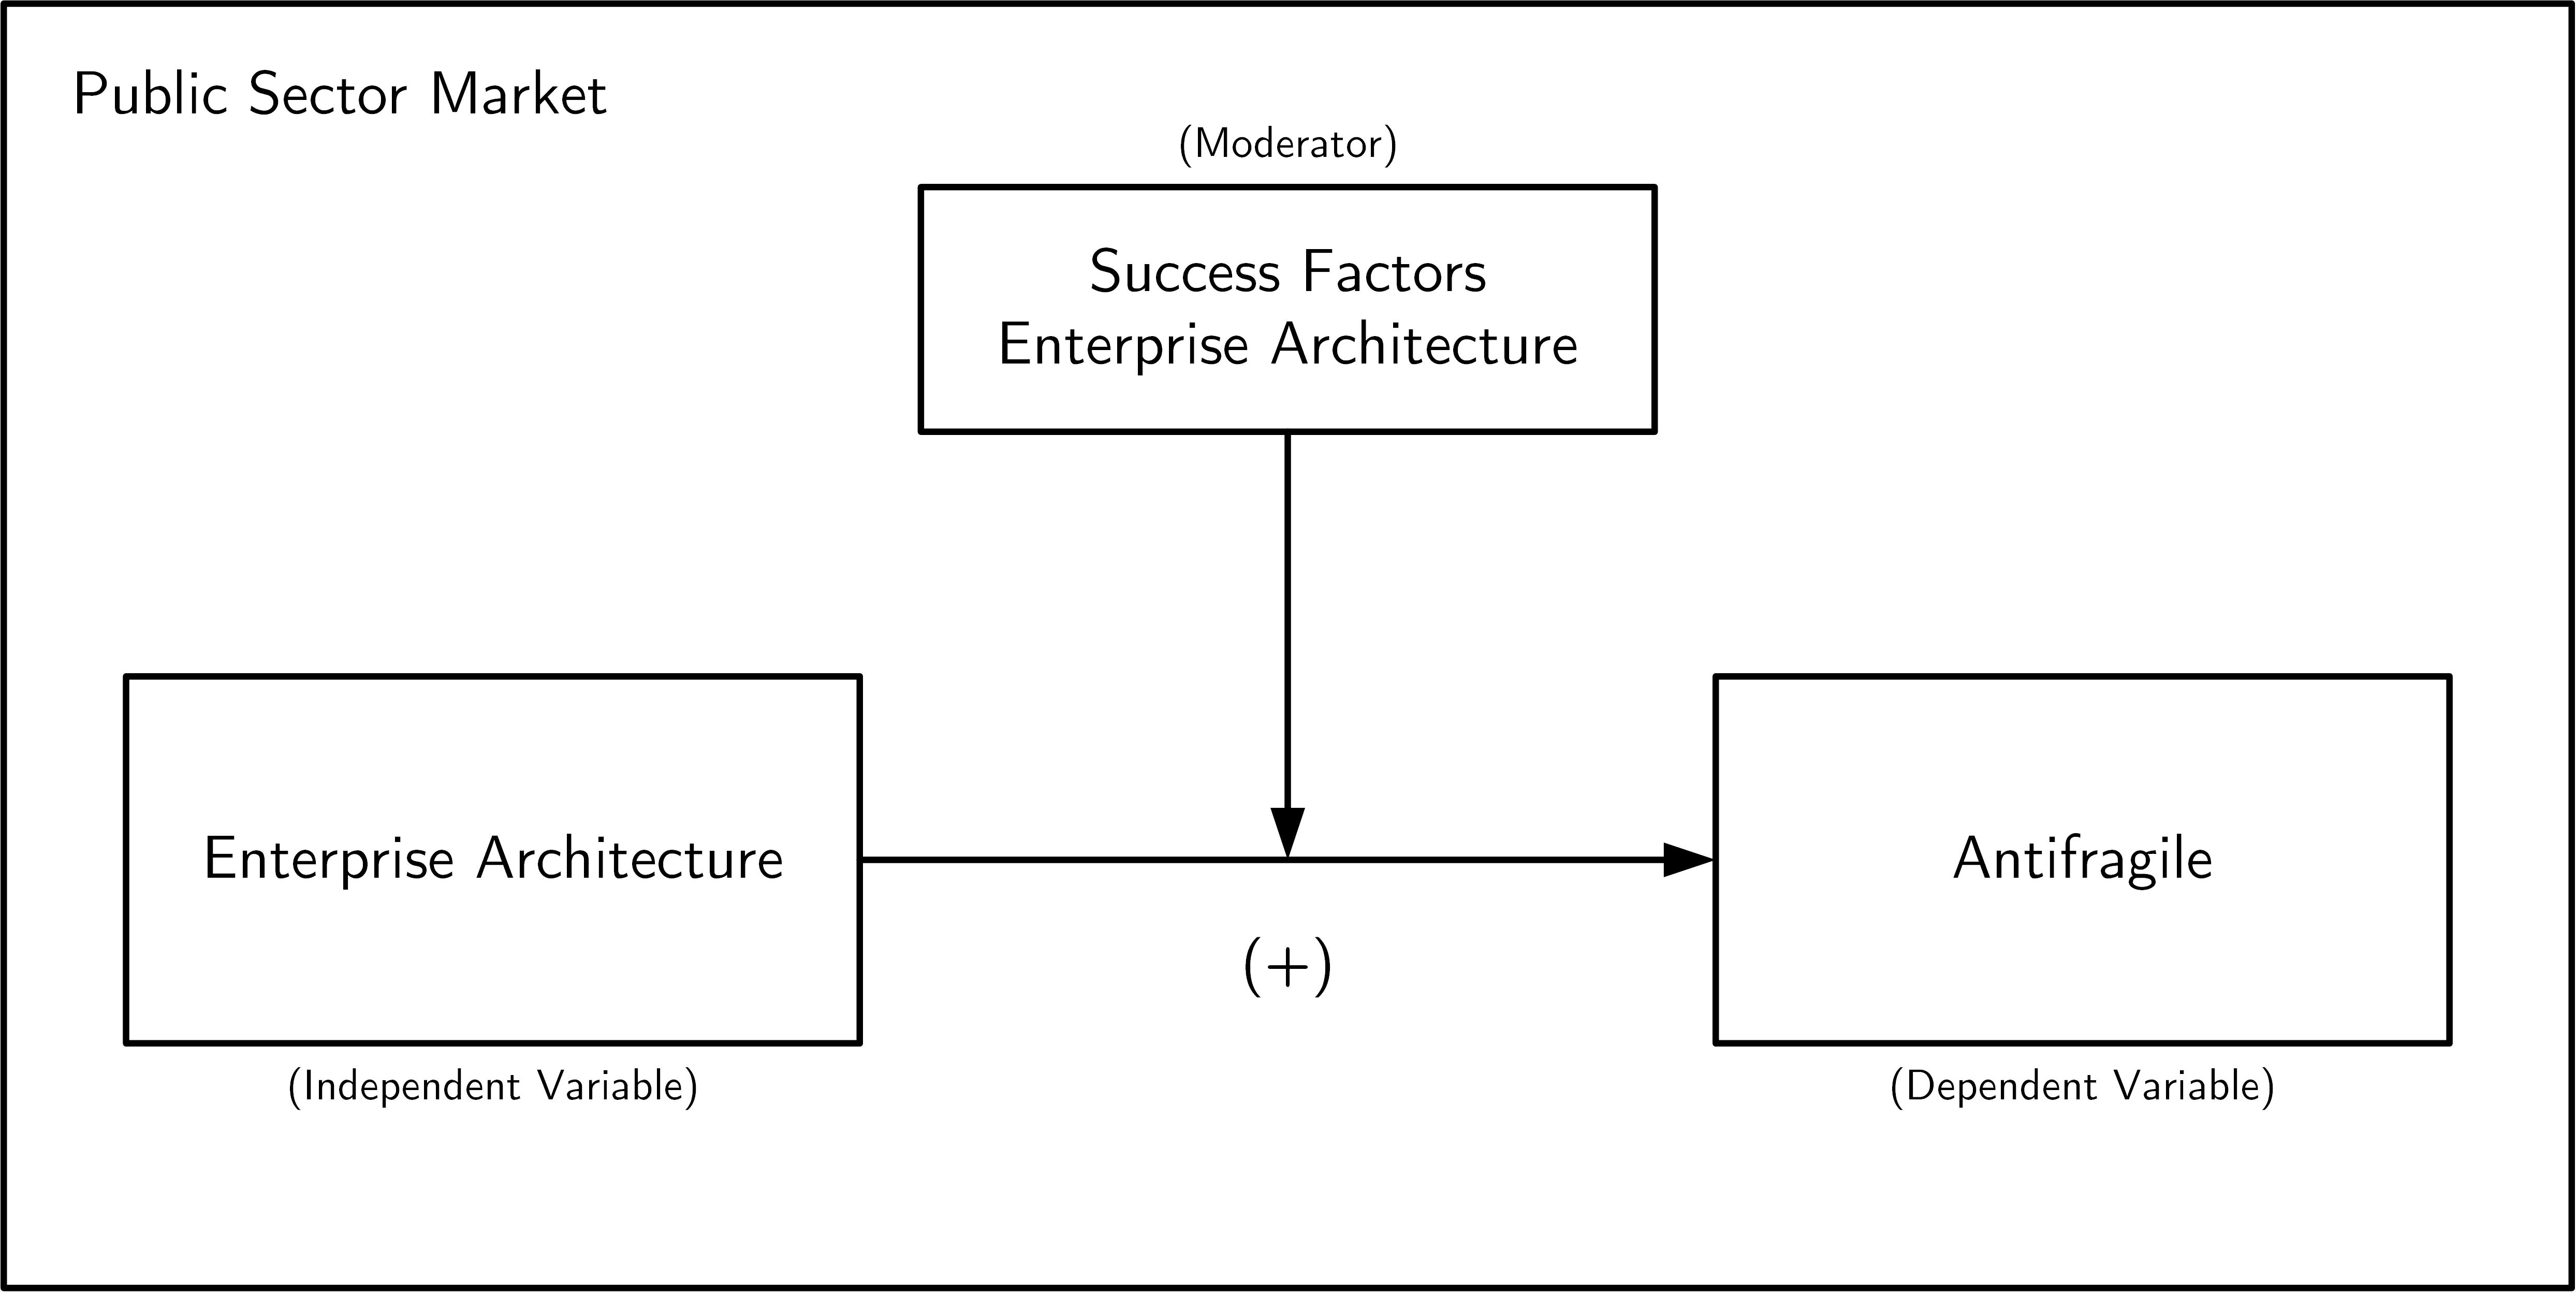 Public Sector Market
(Moderator)
Success Factors
Enterprise Architecture
Enterprise Architecture
Antifragile
(+)
(Independent Variable)
(Dependent Variable)